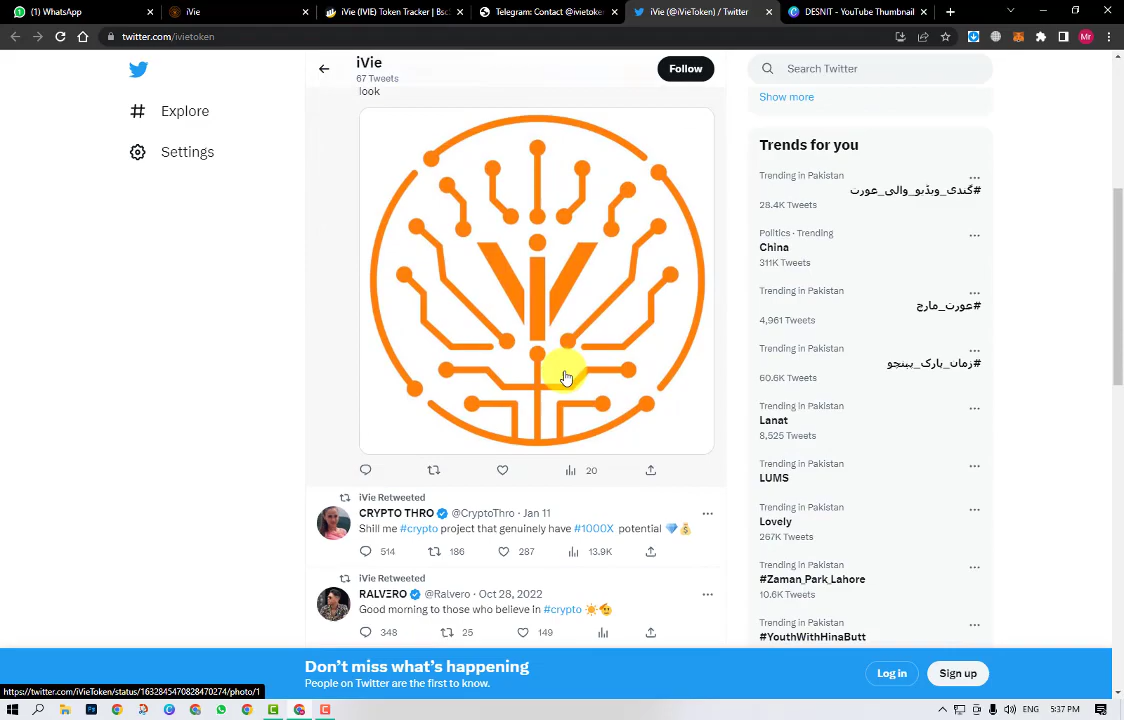 (1) WhatsApp
iVie
iVie (IVIE) Token Tracker | Bsc
Telegram: Contact @ivietoke
iVie (@iVieToken) / Twitter
DESNIT - YouTube Thumbnail
twitter.com/ivietoken
Mr
iVie
67 Tweets
Follow
Search Twitter
look
Show more
Explore
Settings
Trends for you
Trending in Pakistan
#گندی_ویڈیو_والی_عورت
28.4K Tweets
Politics · Trending
China
311K Tweets
Trending in Pakistan
#عورت_مارچ
4,961 Tweets
Trending in Pakistan
#زمان_پارک_پہنچو
60.6K Tweets
Trending in Pakistan
Lanat
8,525 Tweets
Trending in Pakistan
LUMS
Trending in Pakistan
Lovely
267K Tweets
Trending in Pakistan
#Zaman_Park_Lahore
10.6K Tweets
Trending in Pakistan
#YouthWithHinaButt
iV
20
iVie Retweeted
CRYPTO THRO @CryptoThro · Jan 11
Shill me #crypto project that genuinely have #1000X potential 💎💰
514 186 287 13.9K
iVie Retweeted
RALVΞRO @Ralvero · Oct 28, 2022
Good morning to those who believe in #crypto
348 25 149
Don't miss what's happening
People on Twitter are the first to know.
Log in
Sign up
https://twitter.com/iVieToken/status/1632845470828470274/photo/1
ENG 5:37 PM